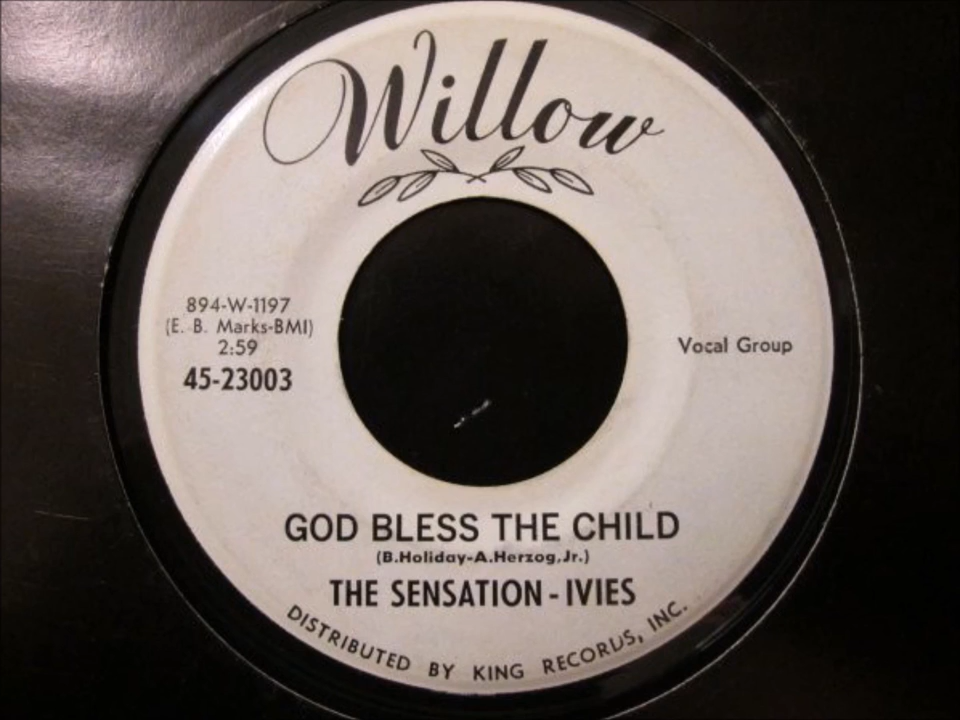 Willow
894-W-1197
(E. B. Marks-BMI)
2:59
45-23003
Vocal Group
GOD BLESS THE CHILD
(B.Holiday-A.Herzog,Jr.)
THE SENSATION - IVIES
DISTRIBUTED BY KING RECORDS, INC.